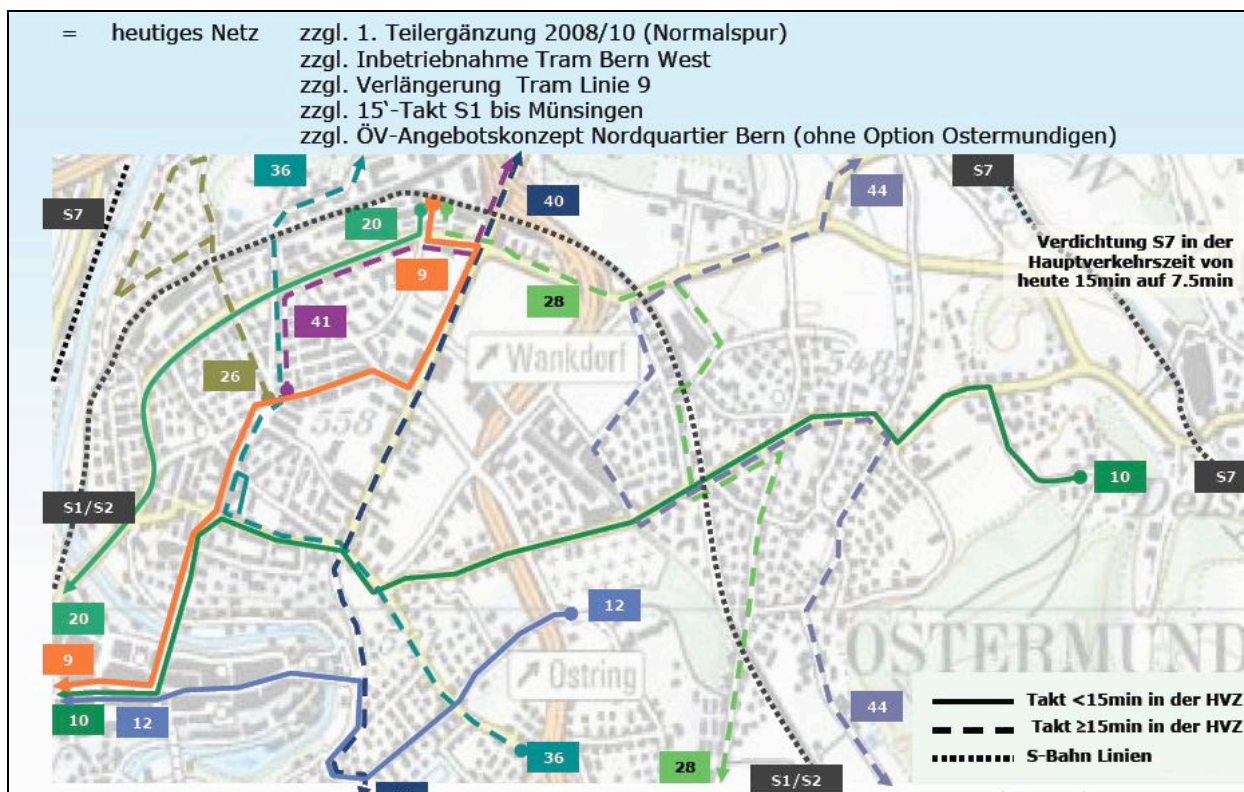 = heutiges Netz zzgl. 1. Teilergänzung 2008/10 (Normalspur)
zzgl. Inbetriebnahme Tram Bern West
zzgl. Verlängerung Tram Linie 9
zzgl. 15‘-Takt S1 bis Münsingen
zzgl. ÖV-Angebotskonzept Nordquartier Bern (ohne Option Ostermundigen)
36
S7
44
S7
40
20
9
Verdichtung S7 in der
Hauptverkehrszeit von
heute 15min auf 7.5min
28
41
Wankdorf
26
S1/S2
10
S7
12
20
OSTERMUND
9
Ostring
10
12
44
36
28
S1/S2
Takt <15min in der HVZ
Takt ≥15min in der HVZ
S-Bahn Linien